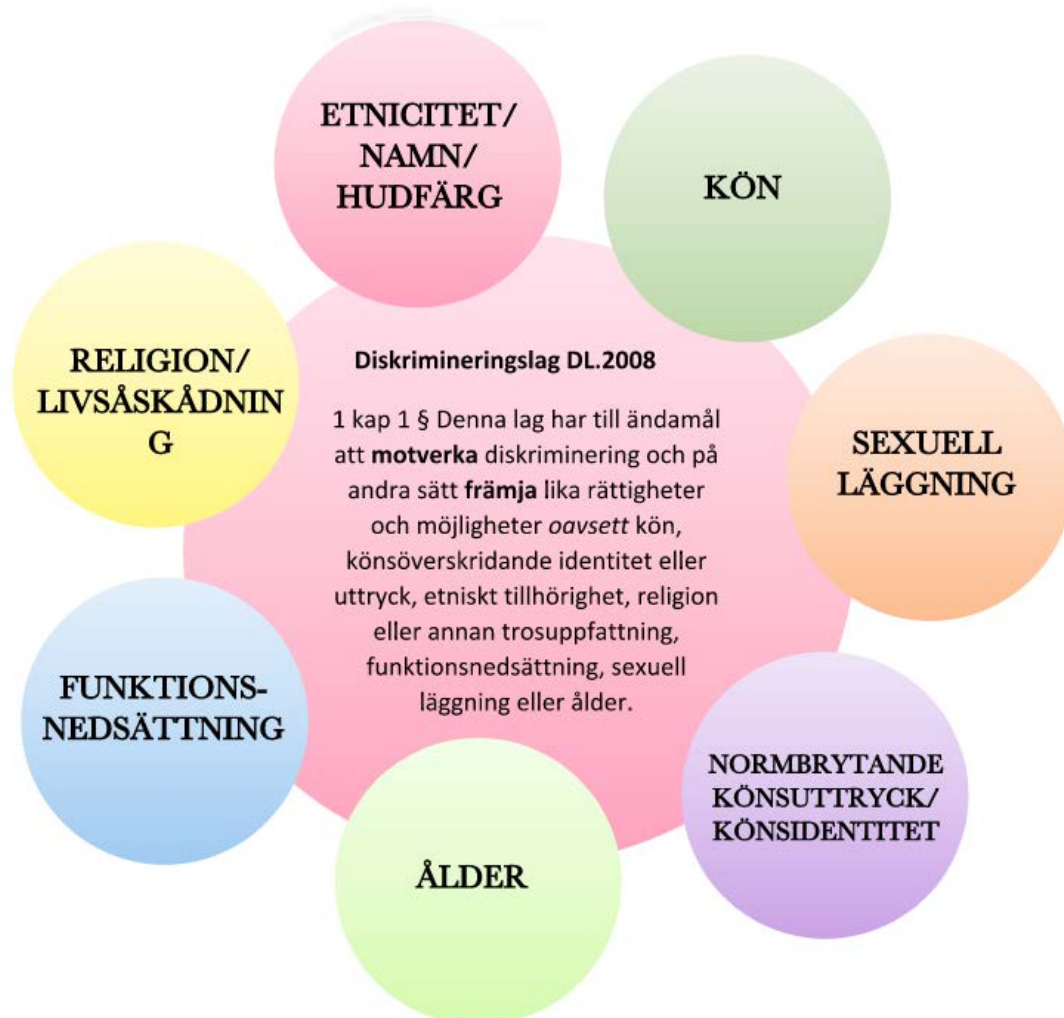 ETNICITET/
NAMN/
HUDFÄRG
KÖN
RELIGION/
LIVSÅSKÅDNIN
G
Diskrimineringslag DL.2008
1 kap 1 § Denna lag har till ändamål
att motverka diskriminering och på
andra sätt främja lika rättigheter
och möjligheter oavsett kön,
könsöverskridande identitet eller
uttryck, etniskt tillhörighet, religion
eller annan trosuppfattning,
funktionsnedsättning, sexuell
läggning eller ålder.
SEXUELL
LÄGGNING
FUNKTIONS-
NEDSÄTTNING
NORMBRYTANDE
KÖNSUTTRYCK/
KÖNSIDENTITET
ÅLDER